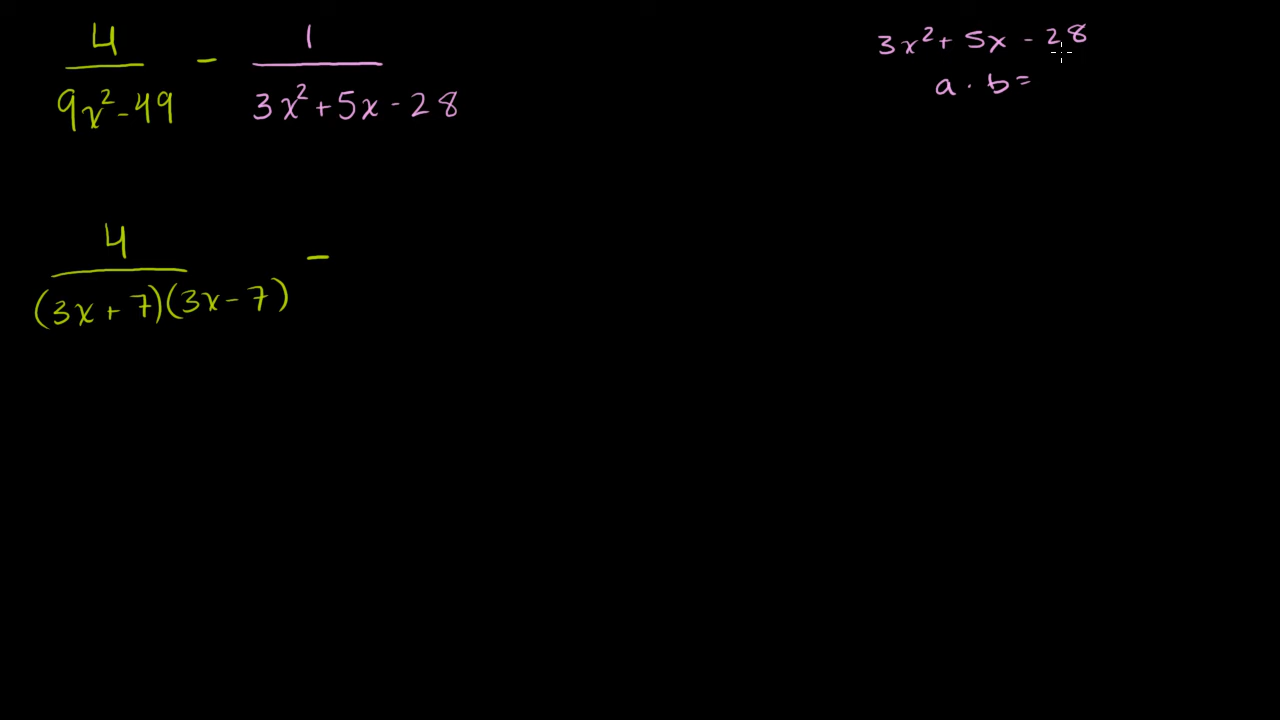 4/(9x² - 49) - 1/(3x² + 5x - 28)
3x² + 5x - 28
a · b =
4/((3x + 7)(3x - 7)) -